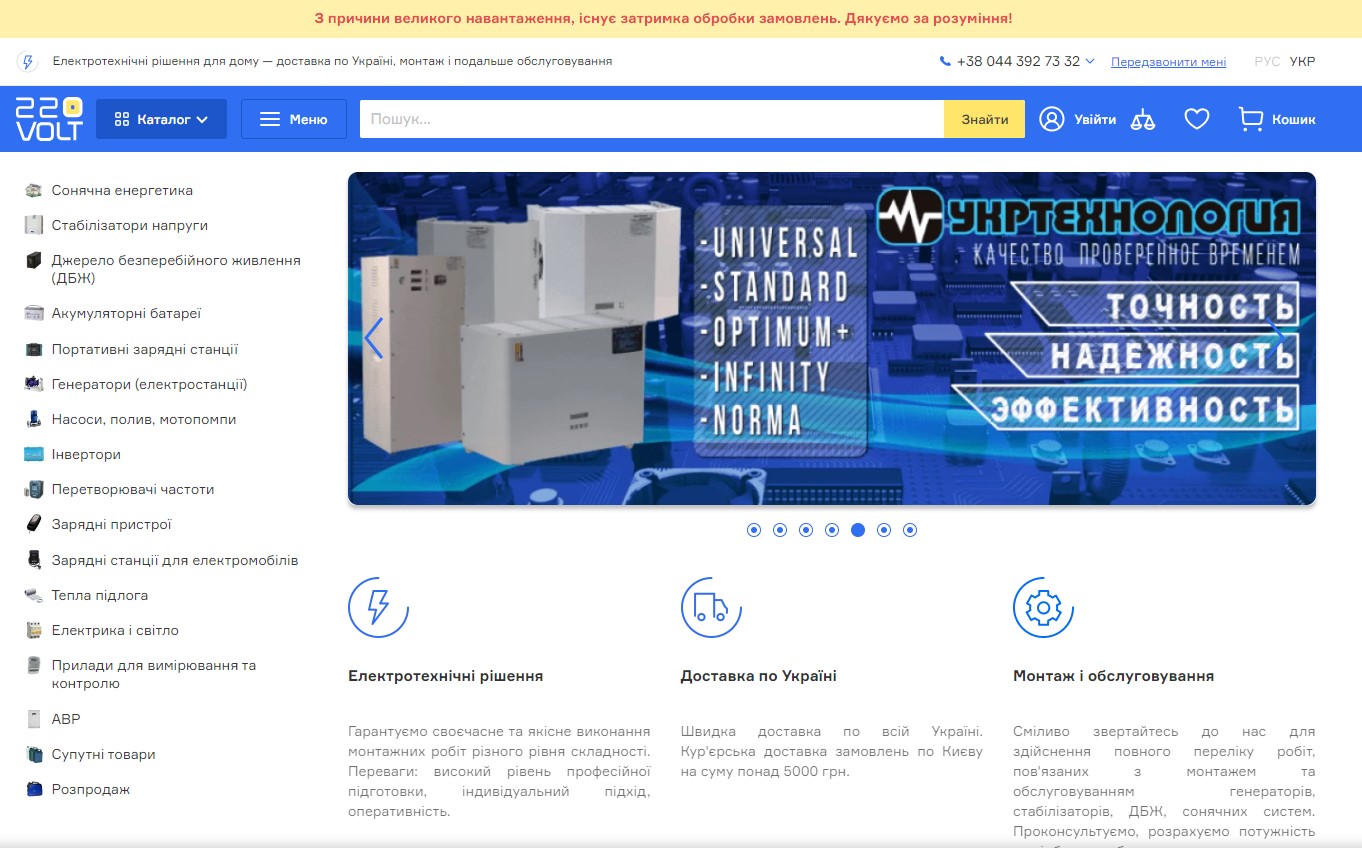 З причини великого навантаження, існує затримка обробки замовлень. Дякуємо за розуміння!
Електротехнічні рішення для дому — доставка по Україні, монтаж і подальше обслуговування
+38 044 392 73 32
Передзвонити мені
РУС УКР
220
VOLT
Каталог
Меню
Пошук...
Знайти
Увійти
Кошик
Сонячна енергетика
Стабілізатори напруги
Джерело безперебійного живлення
(ДБЖ)
Акумуляторні батареї
Портативні зарядні станції
Генератори (електростанції)
Насоси, полив, мотопомпи
Інвертори
Перетворювачі частоти
Зарядні пристрої
Зарядні станції для електромобілів
Тепла підлога
Електрика і світло
Прилади для вимірювання та
контролю
АВР
Супутні товари
Розпродаж
-UNIVERSAL
-STANDARD
-OPTIMUM+
-INFINITY
-NORMA
УКРТЕХНОЛОГИЯ
КАЧЕСТВО ПРОВЕРЕННОЕ ВРЕМЕНЕМ
ТОЧНОСТЬ
НАДЕЖНОСТЬ
ЭФФЕКТИВНОСТЬ
Електротехнічні рішення
Гарантуємо своєчасне та якісне виконання
монтажних робіт різного рівня складності.
Переваги: високий рівень професійної
підготовки, індивідуальний підхід,
оперативність.
Доставка по Україні
Швидка доставка по всій Україні.
Кур'єрська доставка замовлень по Києву
на суму понад 5000 грн.
Монтаж і обслуговування
Сміливо звертайтесь до нас для
здійснення повного переліку робіт,
пов'язаних з монтажем та
обслуговуванням генераторів,
стабілізаторів, ДБЖ, сонячних систем.
Проконсультуємо, розрахуємо потужність